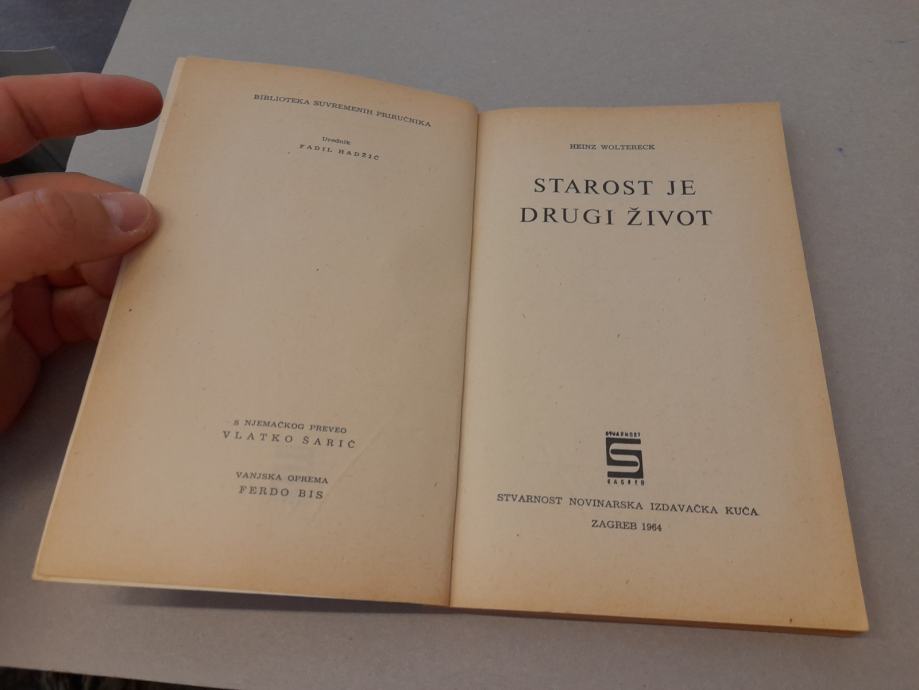 BIBLIOTEKA SUVREMENIH PRIRUČNIKA
Urednik
FADIL HADŽIĆ
S NJEMAČKOG PREVEO
VLATKO ŠARIĆ
VANJSKA OPREMA
FERDO BIS
HEINZ WOLTERECK
STAROST JE
DRUGI ŽIVOT
STVARNOST
ZAGREB
STVARNOST NOVINARSKA IZDAVAČKA KUĆA
ZAGREB 1964